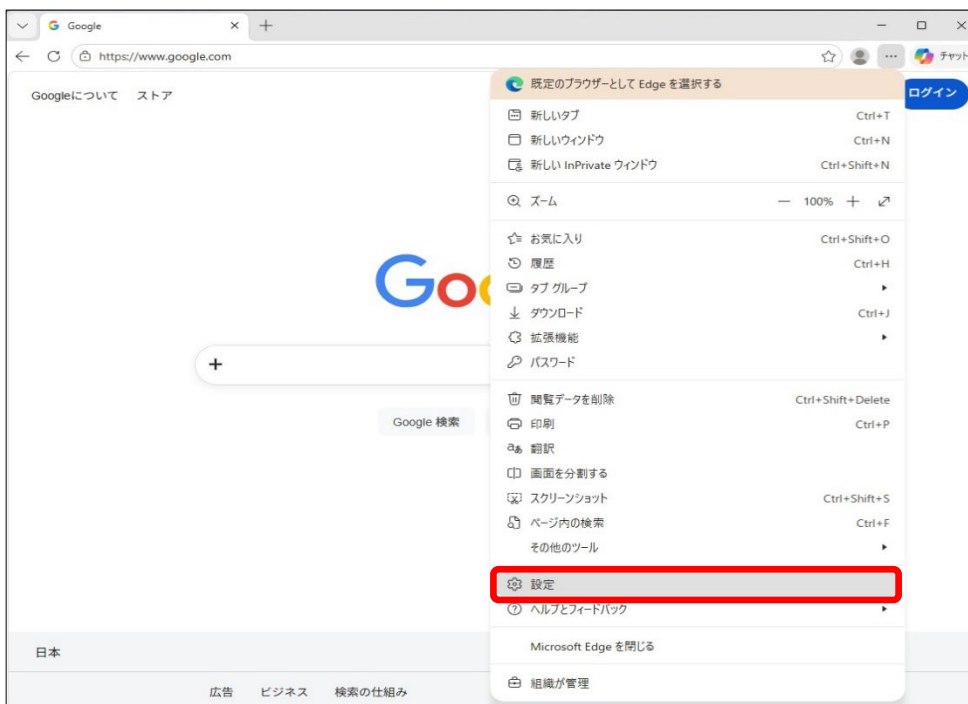 Google
https://www.google.com
チャット
Googleについて ストア
ログイン
既定のブラウザーとして Edge を選択する
新しいタブ Ctrl+T
新しいウィンドウ Ctrl+N
新しい InPrivate ウィンドウ Ctrl+Shift+N
ズーム 100%
お気に入り Ctrl+Shift+O
履歴 Ctrl+H
タブ グループ
ダウンロード Ctrl+J
拡張機能
パスワード
Goo
閲覧データを削除 Ctrl+Shift+Delete
Google 検索
印刷 Ctrl+P
翻訳
画面を分割する
スクリーンショット Ctrl+Shift+S
ページ内の検索 Ctrl+F
その他のツール
設定
ヘルプとフィードバック
Microsoft Edge を閉じる
組織が管理
日本
広告 ビジネス 検索の仕組み